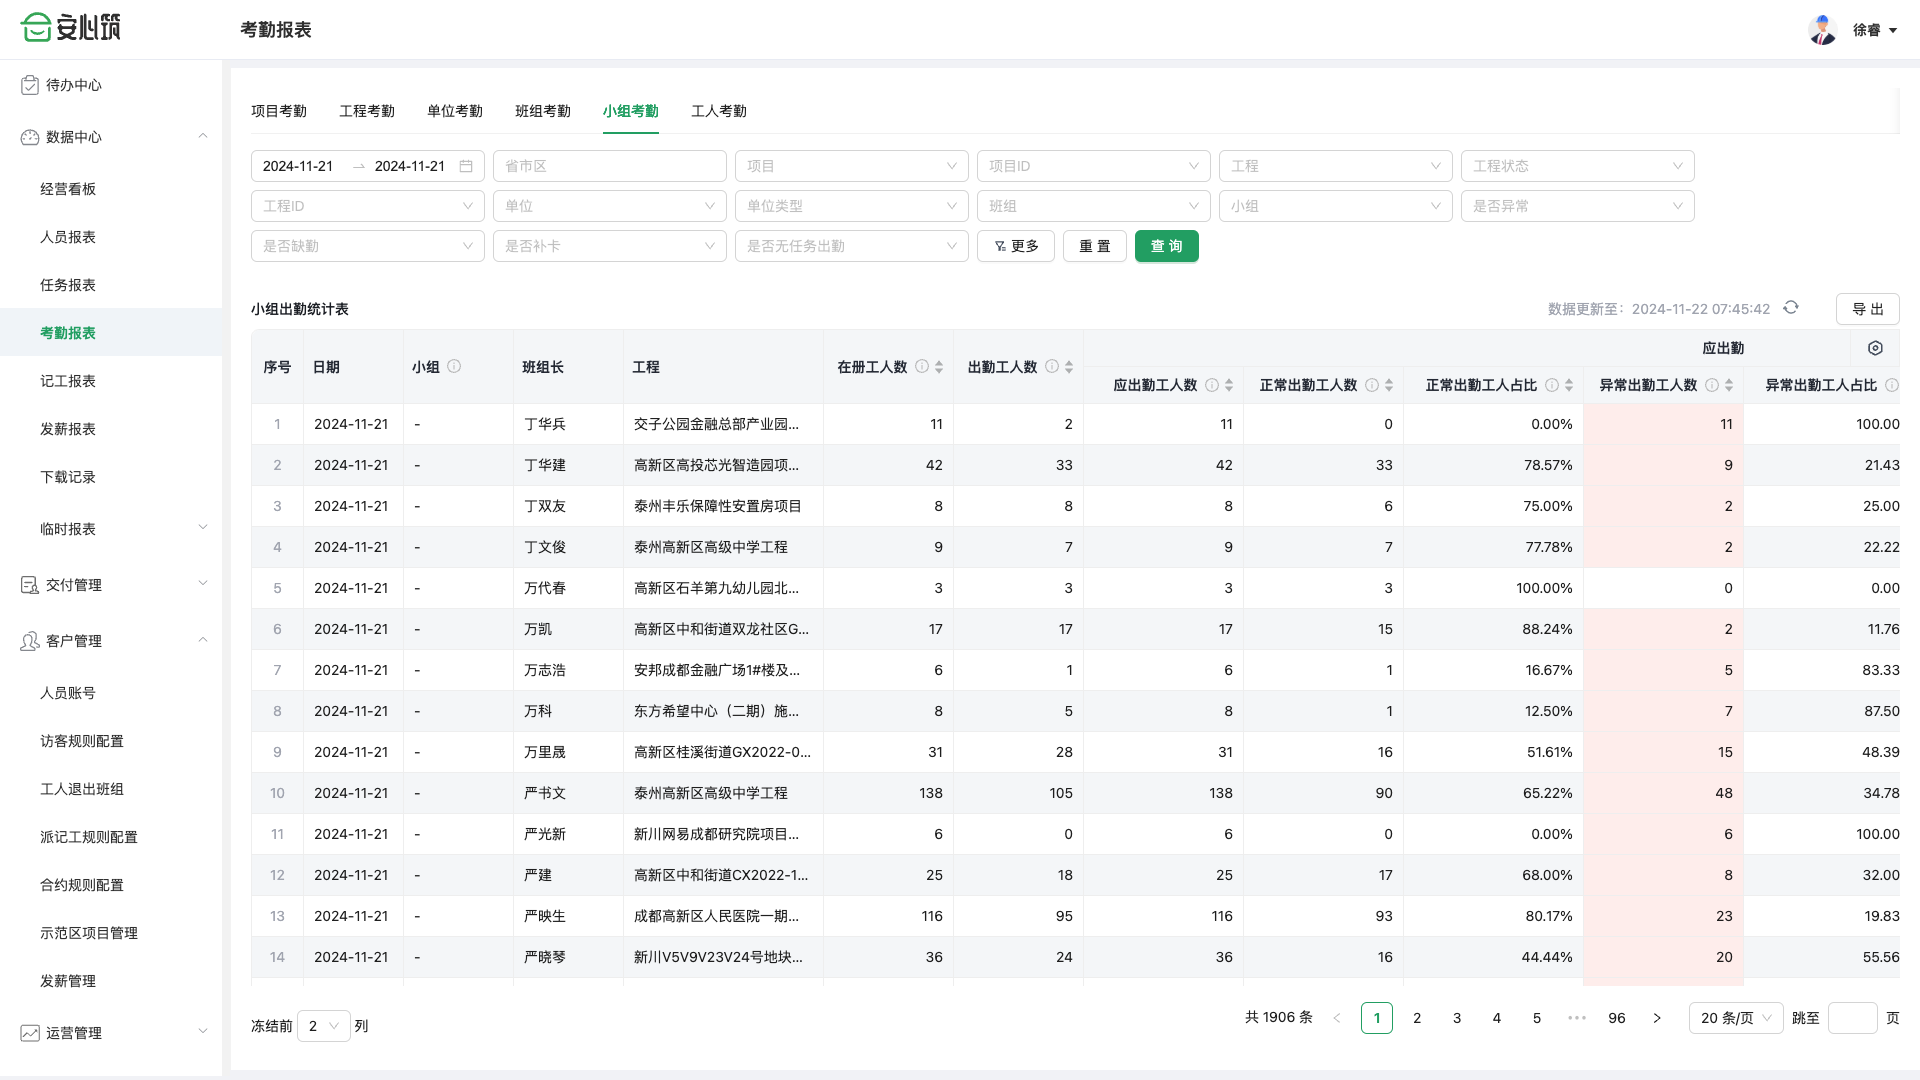 安心筑
考勤报表
徐睿
待办中心
数据中心
经营看板
人员报表
任务报表
考勤报表
记工报表
发薪报表
下载记录
临时报表
交付管理
客户管理
人员账号
访客规则配置
工人退出班组
派记工规则配置
合约规则配置
示范区项目管理
发薪管理
运营管理
项目考勤 工程考勤 单位考勤 班组考勤 小组考勤 工人考勤
2024-11-21 → 2024-11-21 省市区 项目 项目ID 工程 工程状态
工程ID 单位 单位类型 班组 小组 是否异常
是否缺勤 是否补卡 是否无任务出勤 更多 重 置 查 询
小组出勤统计表 数据更新至：2024-11-22 07:45:42 导 出
序号 日期 小组 班组长 工程 在册工人数 出勤工人数 应出勤
应出勤工人数 正常出勤工人数 正常出勤工人占比 异常出勤工人数 异常出勤工人占比
1 2024-11-21 - 丁华兵 交子公园金融总部产业园... 11 2 11 0 0.00% 11 100.00
2 2024-11-21 - 丁华建 高新区高投芯光智造园项... 42 33 42 33 78.57% 9 21.43
3 2024-11-21 - 丁双友 泰州丰乐保障性安置房项目 8 8 8 6 75.00% 2 25.00
4 2024-11-21 - 丁文俊 泰州高新区高级中学工程 9 7 9 7 77.78% 2 22.22
5 2024-11-21 - 万代春 高新区石羊第九幼儿园北... 3 3 3 3 100.00% 0 0.00
6 2024-11-21 - 万凯 高新区中和街道双龙社区G... 17 17 17 15 88.24% 2 11.76
7 2024-11-21 - 万志浩 安邦成都金融广场1#楼及... 6 1 6 1 16.67% 5 83.33
8 2024-11-21 - 万科 东方希望中心（二期）施... 8 5 8 1 12.50% 7 87.50
9 2024-11-21 - 万里晟 高新区桂溪街道GX2022-0... 31 28 31 16 51.61% 15 48.39
10 2024-11-21 - 严书文 泰州高新区高级中学工程 138 105 138 90 65.22% 48 34.78
11 2024-11-21 - 严光新 新川网易成都研究院项目... 6 0 6 0 0.00% 6 100.00
12 2024-11-21 - 严建 高新区中和街道CX2022-1... 25 18 25 17 68.00% 8 32.00
13 2024-11-21 - 严映生 成都高新区人民医院一期... 116 95 116 93 80.17% 23 19.83
14 2024-11-21 - 严晓琴 新川V5V9V23V24号地块... 36 24 36 16 44.44% 20 55.56
冻结前 2 列 共 1906 条 < 1 2 3 4 5 ••• 96 > 20 条/页 跳至 页